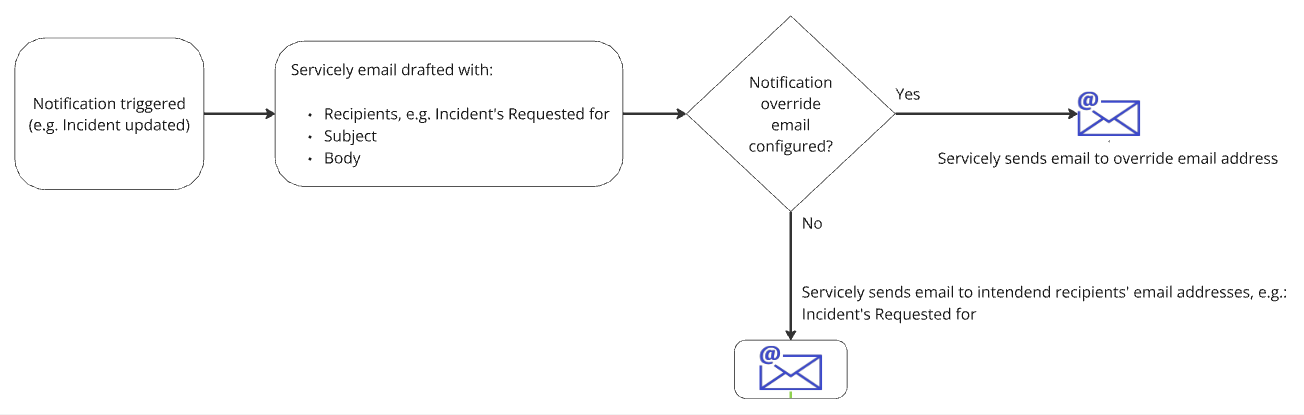 Notification triggered
(e.g. Incident updated)
Servicely email drafted with:
• Recipients, e.g. Incident's Requested for
• Subject
• Body
Notification
override
email
configured?
Yes
@
Servicely sends email to override email address
No
Servicely sends email to intendend recipients' email addresses, e.g.:
Incident's Requested for
@